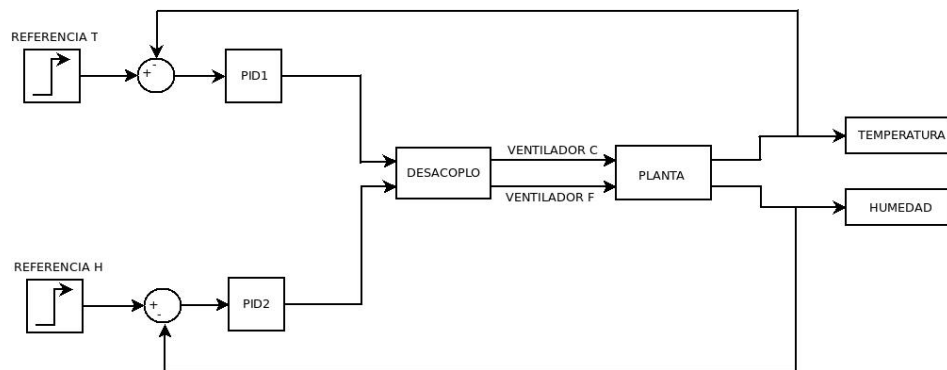 REFERENCIA T
+
-
PID1
VENTILADOR C
DESACOPLO
PLANTA
VENTILADOR F
TEMPERATURA
HUMEDAD
REFERENCIA H
+
-
PID2